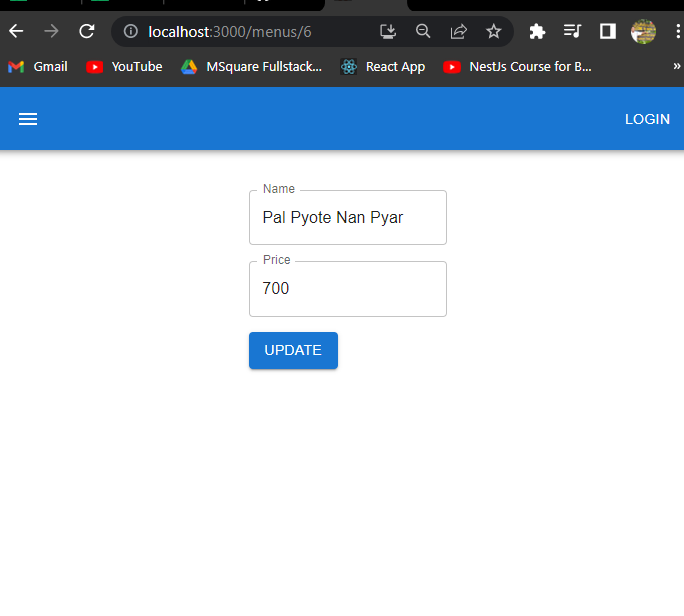 localhost:3000/menus/6
Gmail YouTube MSquare Fullstack... React App NestJs Course for B... »
LOGIN
Name
Pal Pyote Nan Pyar
Price
700
UPDATE